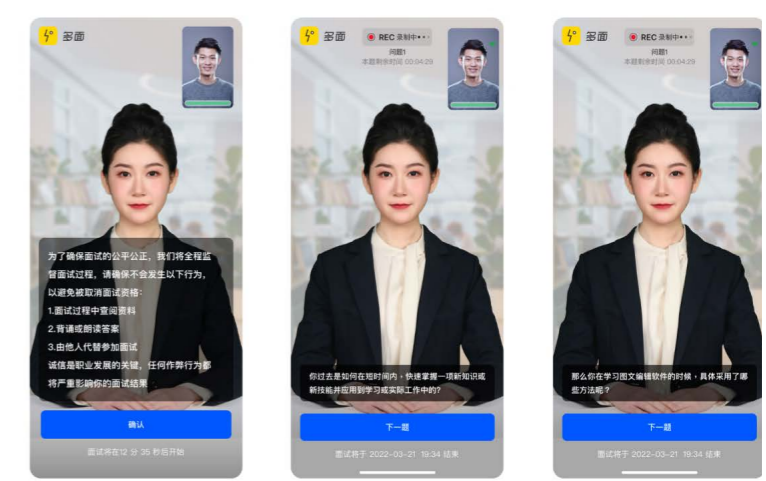 多面
为了确保面试的公平公正，我们将全程监
督面试过程，请确保不会发生以下行为，
以避免被取消面试资格：
1.面试过程中查阅资料
2.背诵或朗读答案
3.由他人代替参加面试
诚信是职业发展的关键，任何作弊行为都
将严重影响你的面试结果
确认
面试将在12 分 35 秒后开始
多面
REC 录制中
问题1
本题剩余时间 00:04:29
你过去是如何在短时间内，快速掌握一项新知识或
新技能并应用到学习或实际工作中的？
下一题
面试将于 2022-03-21 19:34 结束
多面
REC 录制中
问题1
本题剩余时间 00:04:29
那么你在学习图文编辑软件的时候，具体采用了哪
些方法呢？
下一题
面试将于 2022-03-21 19:34 结束